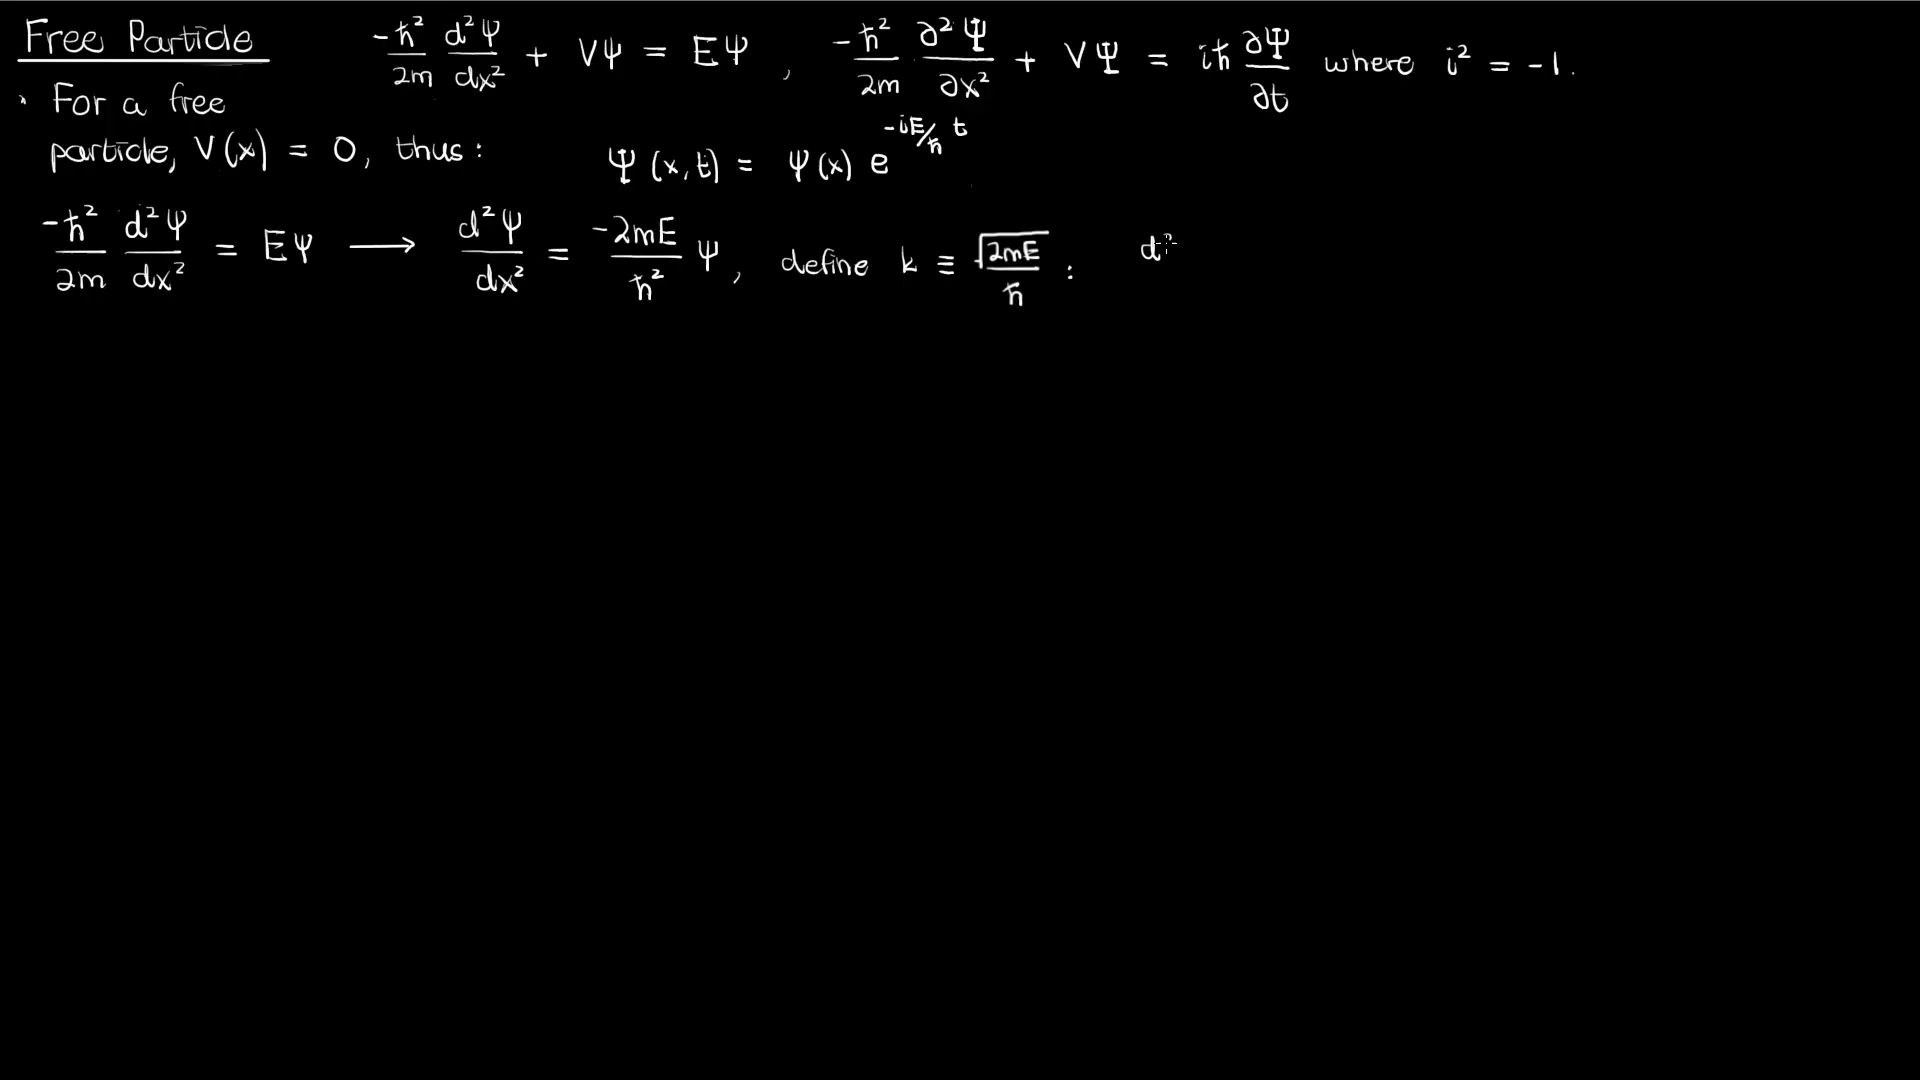 Free Particle
-ħ²/2m d²ψ/dx² + Vψ = Eψ , -ħ²/2m ∂²Ψ/∂x² + VΨ = iħ ∂Ψ/∂t where i² = -1.
· For a free
particle, V(x) = 0, thus:
Ψ(x,t) = ψ(x) e^(-iE/ħ t)
-ħ²/2m d²ψ/dx² = Eψ ⟶ d²ψ/dx² = -2mE/ħ² ψ, define k ≡ √2mE/ħ : d²